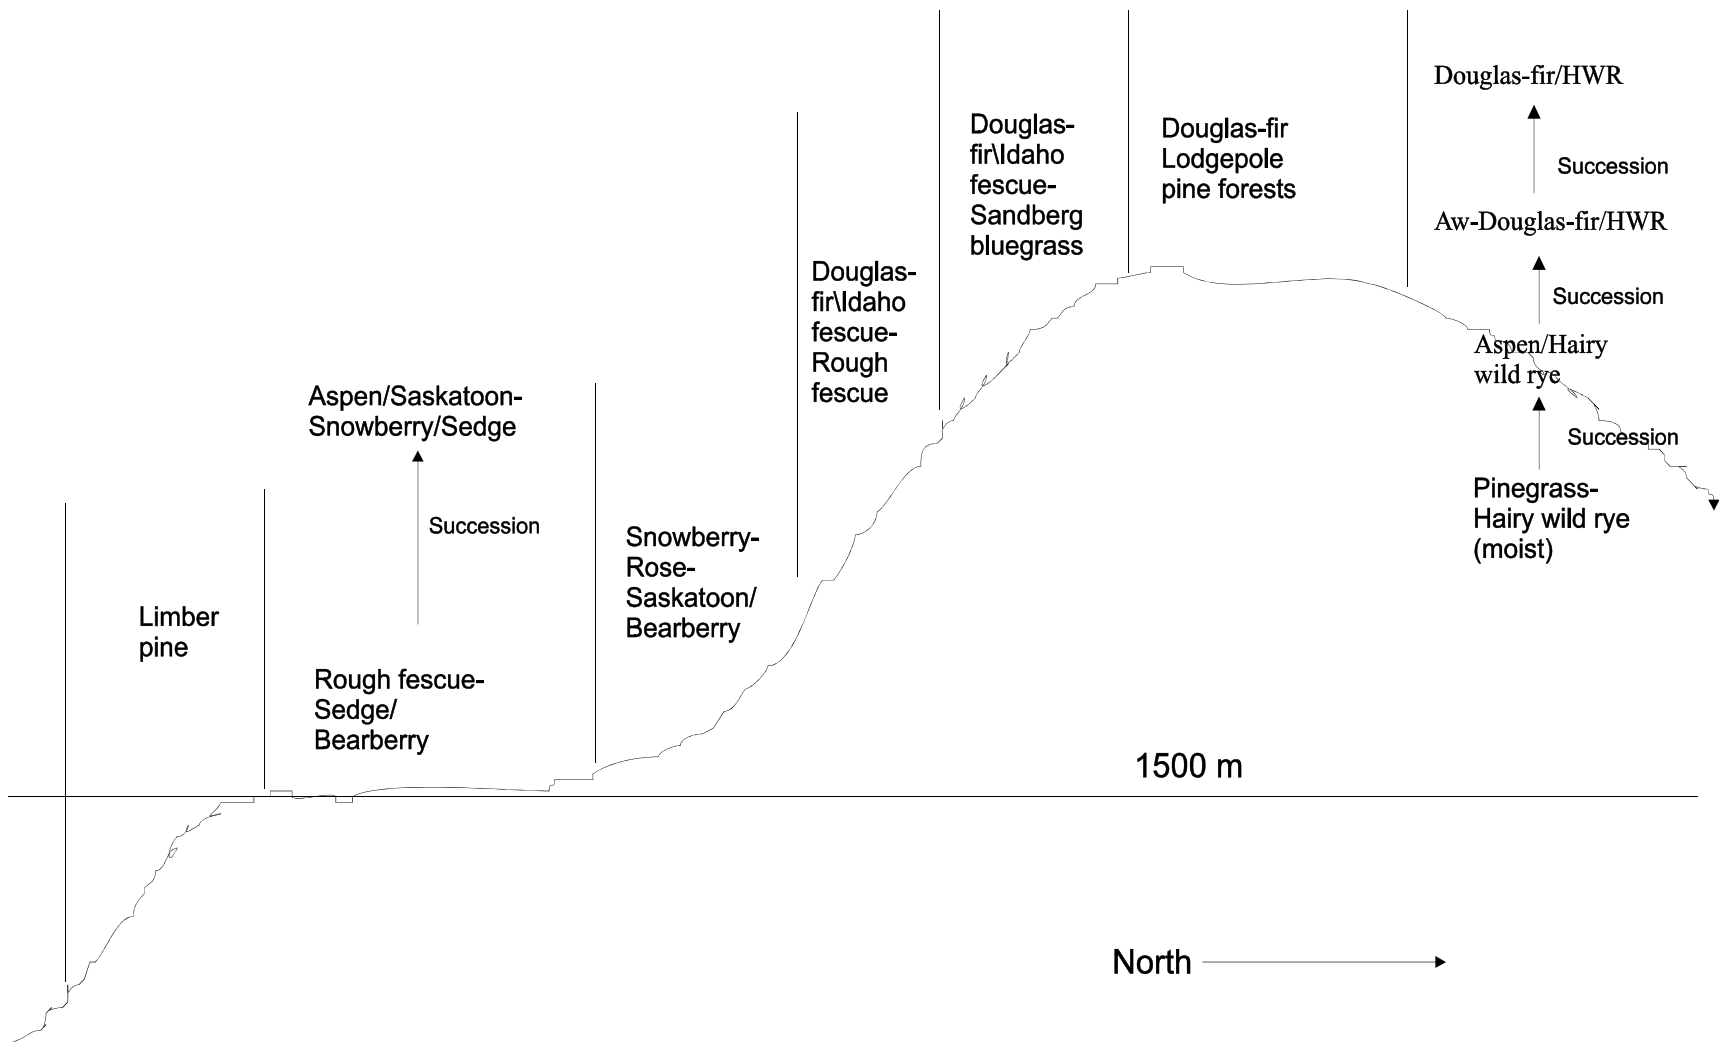 Limber
pine
Aspen/Saskatoon-
Snowberry/Sedge
Succession
Rough fescue-
Sedge/
Bearberry
Snowberry-
Rose-
Saskatoon/
Bearberry
Douglas-
fir\Idaho
fescue-
Rough
fescue
Douglas-
fir\Idaho
fescue-
Sandberg
bluegrass
Douglas-fir
Lodgepole
pine forests
Douglas-fir/HWR
Succession
Aw-Douglas-fir/HWR
Succession
Aspen/Hairy
wild rye
Succession
Pinegrass-
Hairy wild rye
(moist)
1500 m
North